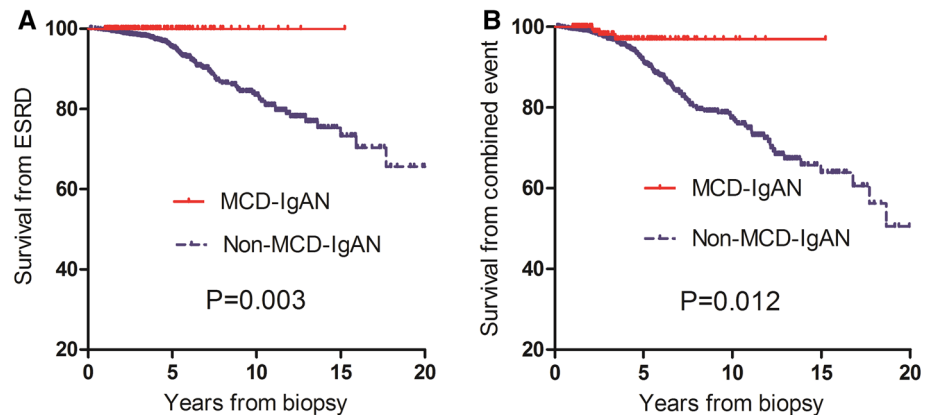 A
Survival from ESRD
100
80
60
40
20
MCD-IgAN
Non-MCD-IgAN
P=0.003
0 5 10 15 20
Years from biopsy
B
Survival from combined event
100
80
60
40
20
MCD-IgAN
Non-MCD-IgAN
P=0.012
0 5 10 15 20
Years from biopsy